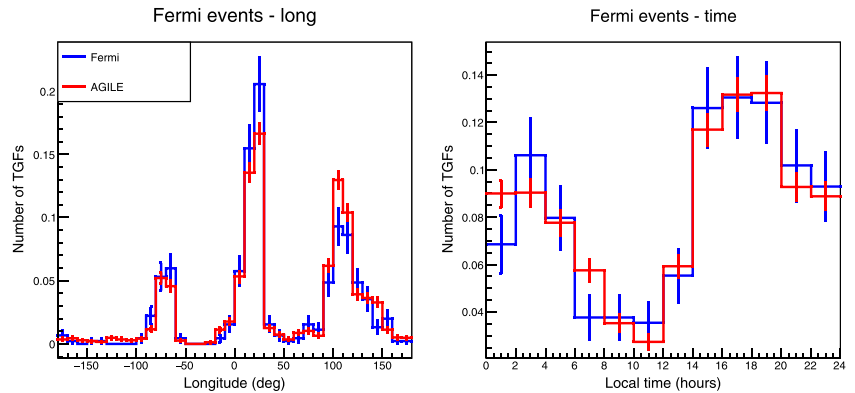 Fermi events - long
Fermi
AGILE
0.2
0.15
0.1
0.05
0
Number of TGFs
−150 −100 −50 0 50 100 150
Longitude (deg)
Fermi events - time
0.14
0.12
0.1
0.08
0.06
0.04
Number of TGFs
0 2 4 6 8 10 12 14 16 18 20 22 24
Local time (hours)